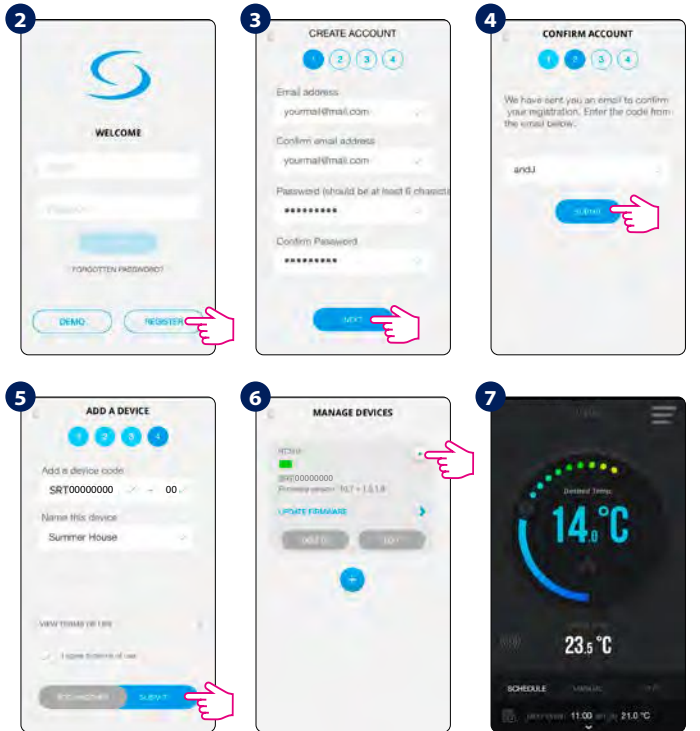 2
WELCOME
FORGOTTEN PASSWORD?
DEMO
REGISTER
3
CREATE ACCOUNT
1 2 3 4
Email address
yourmail@mail.com
Confirm email address
yourmail@mail.com
Password (should be at least 6 characte
•••••••••
Confirm Password
•••••••••
NEXT
4
CONFIRM ACCOUNT
1 2 3 4
We have sent you an email to confirm
your registration. Enter the code from
the email below.
andJ
SUBMIT
5
ADD A DEVICE
1 2 3 4
Add a device code
SRT00000000 - 00
Name this device
Summer House
VIEW TERMS OF USE
I agree to terms of use
ADD ANOTHER
SUBMIT
6
MANAGE DEVICES
SRT00000000
UPDATE FIRMWARE
+
7
Desired Temp
14.0°C
23.5°C
SCHEDULE
MANUAL
11:00
21.0 °C